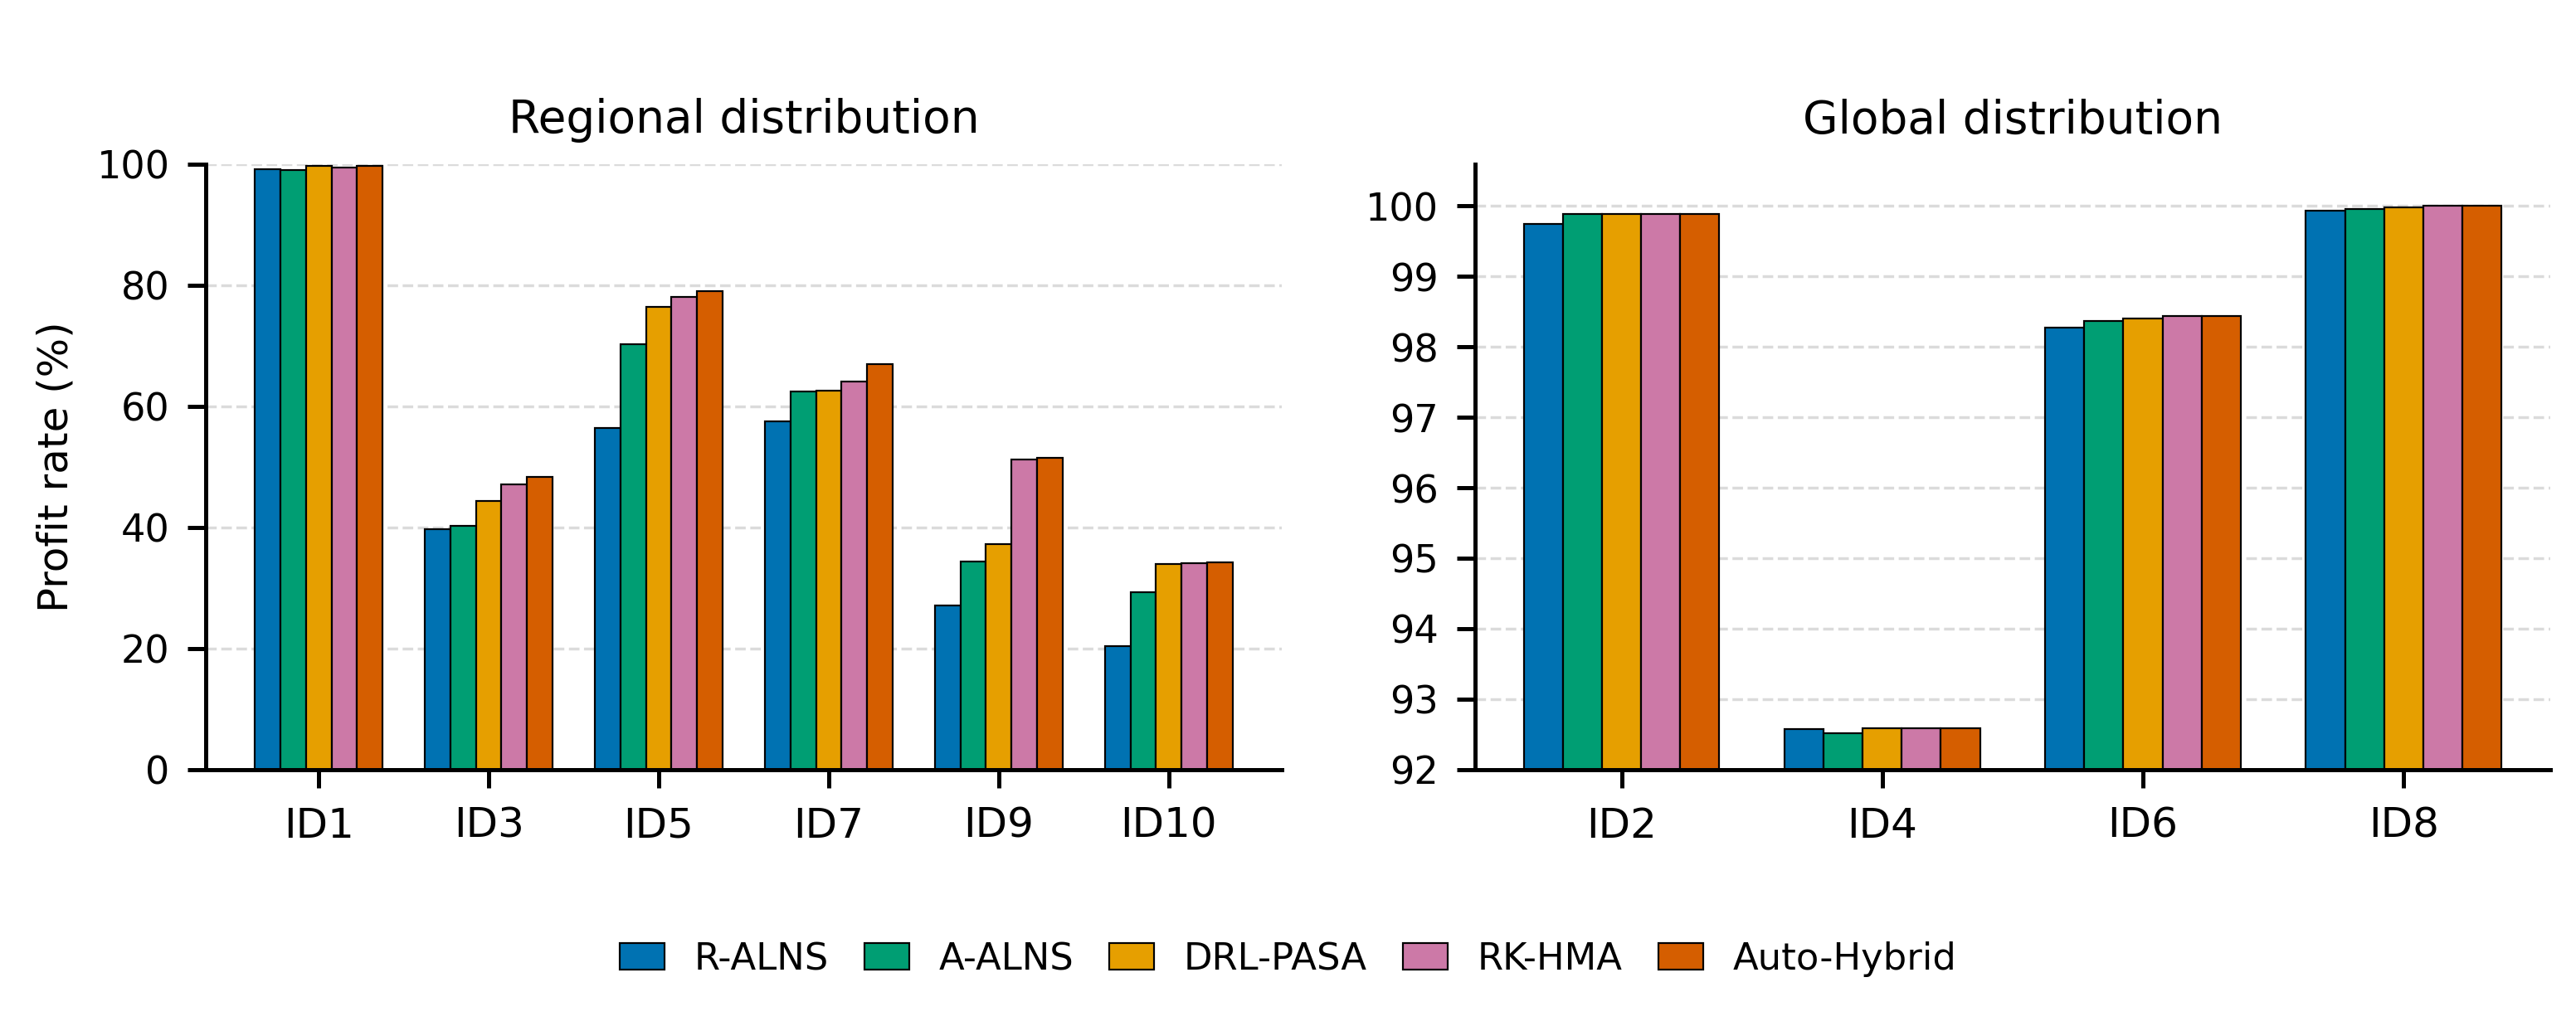 Regional distribution
Global distribution
Profit rate (%)
100
80
60
40
20
0
ID1 ID3 ID5 ID7 ID9 ID10
100
99
98
97
96
95
94
93
92
ID2 ID4 ID6 ID8
R-ALNS A-ALNS DRL-PASA RK-HMA Auto-Hybrid